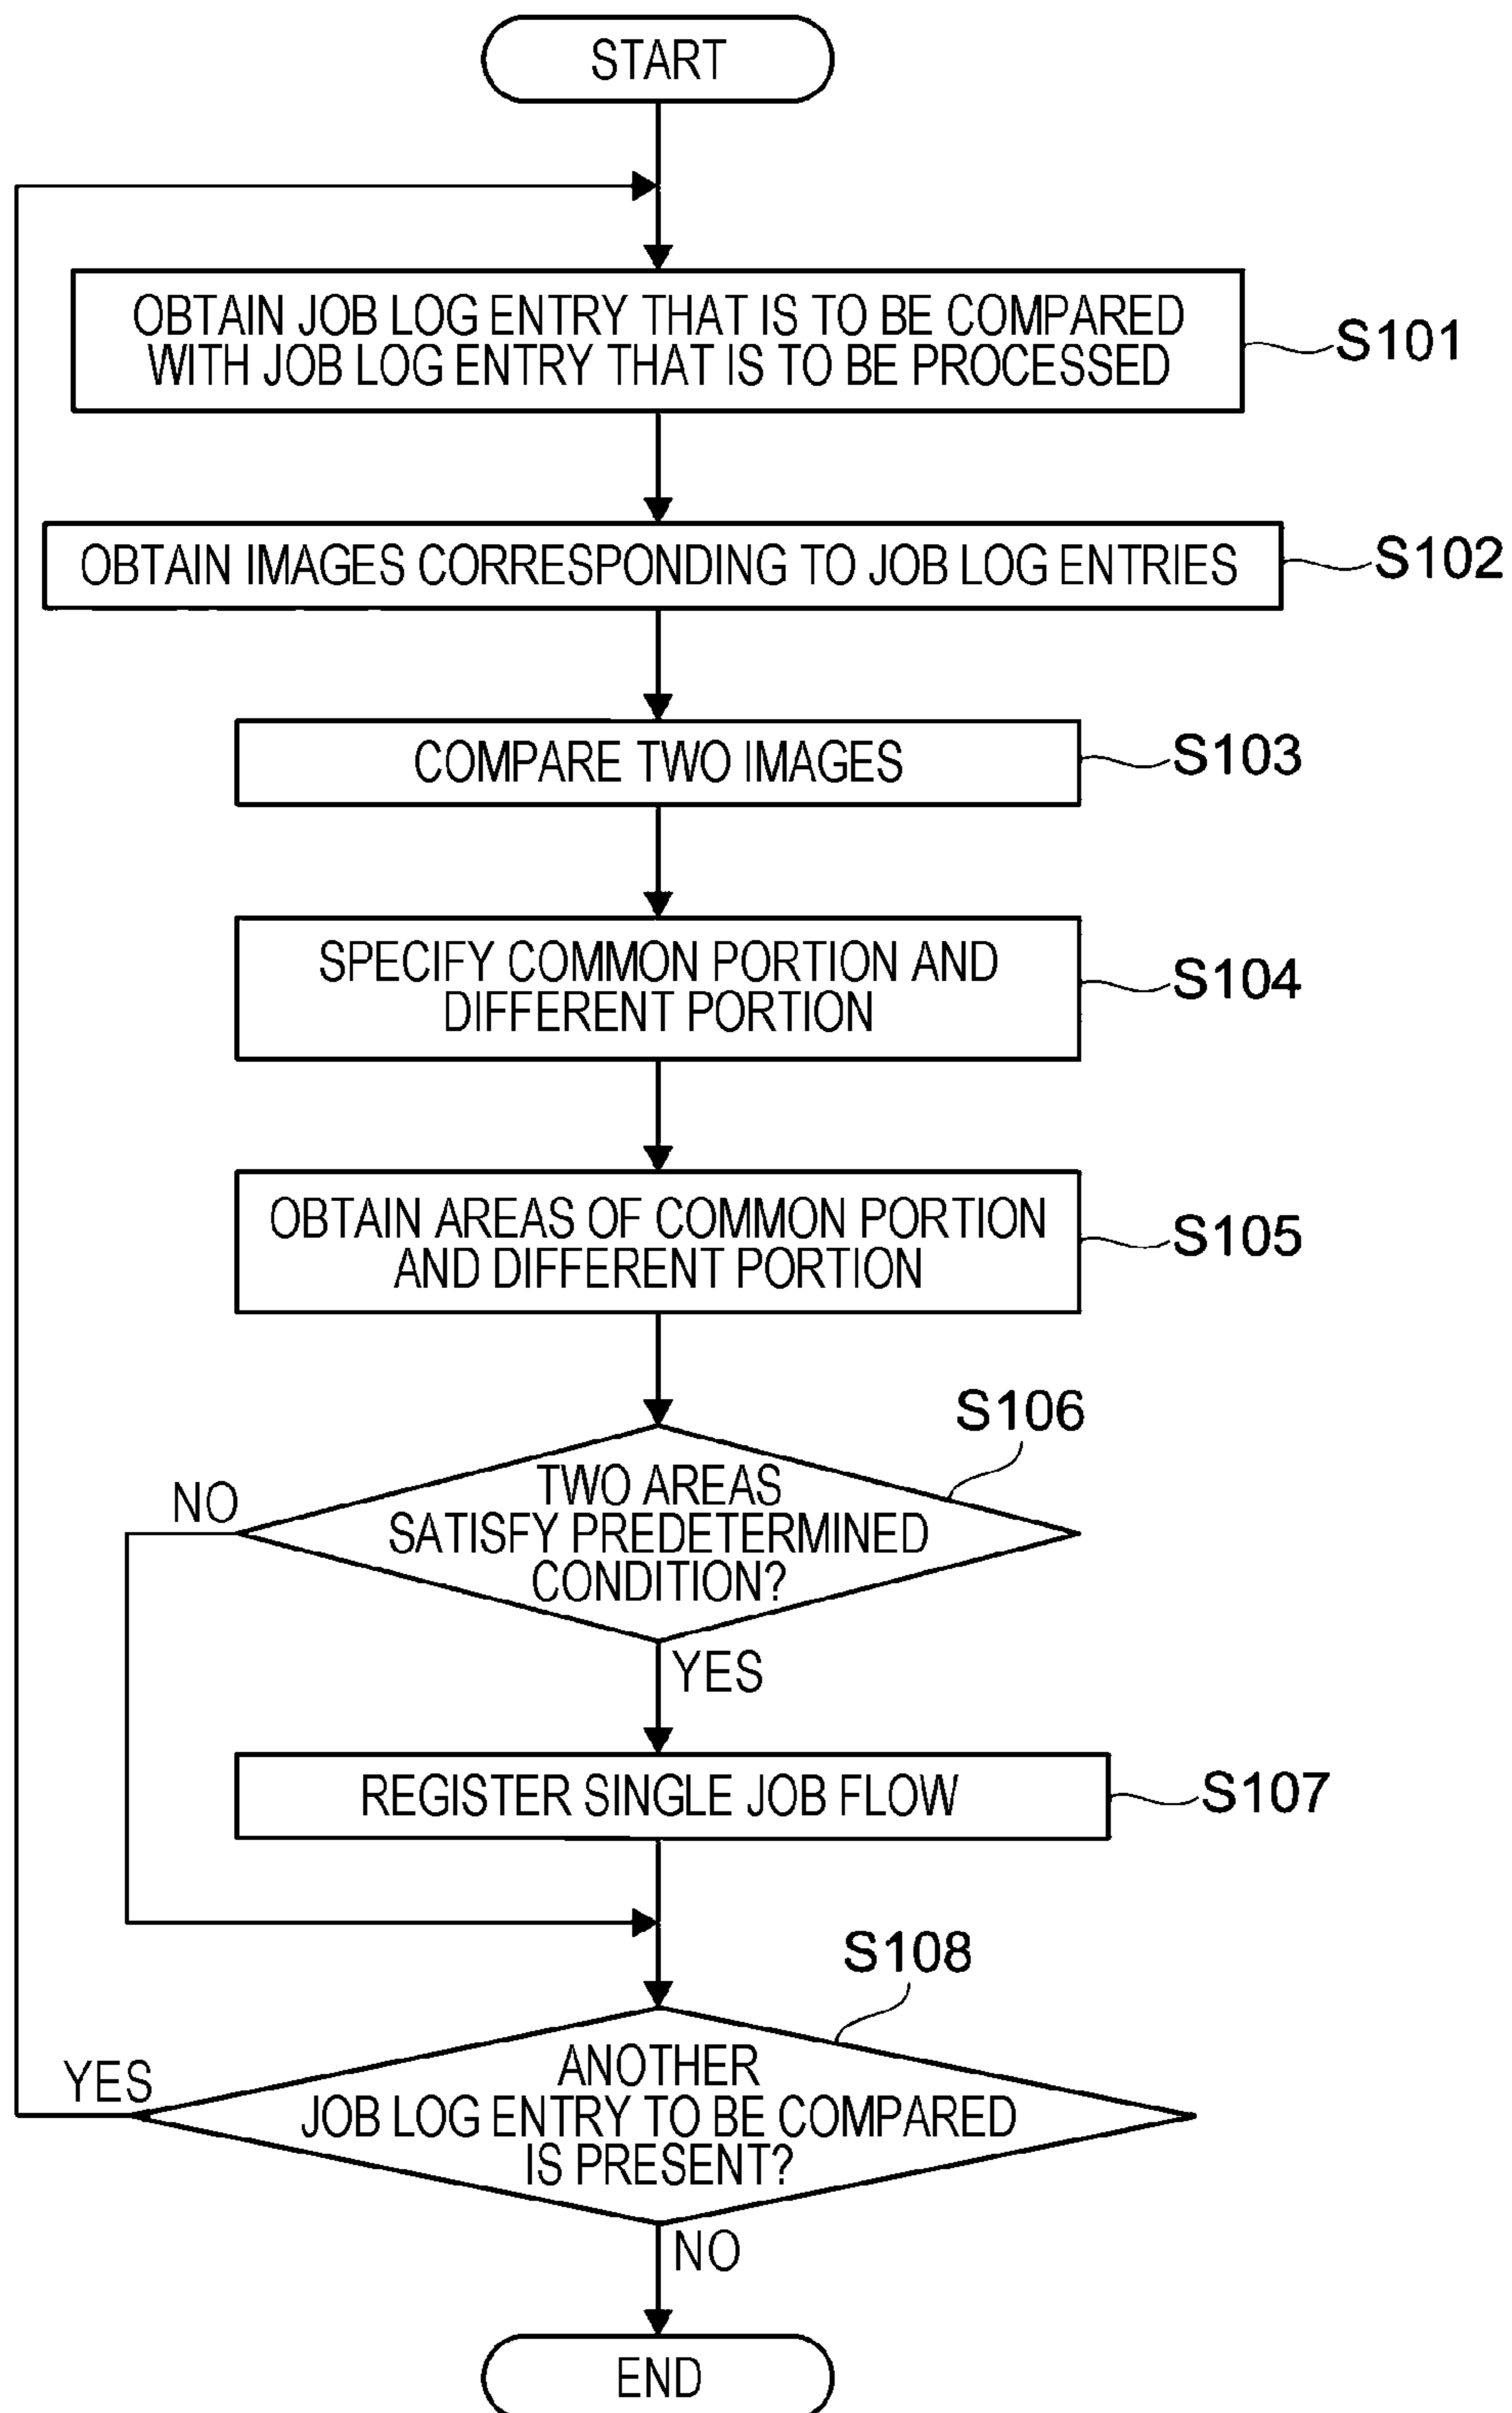 START
OBTAIN JOB LOG ENTRY THAT IS TO BE COMPARED
WITH JOB LOG ENTRY THAT IS TO BE PROCESSED
S101
OBTAIN IMAGES CORRESPONDING TO JOB LOG ENTRIES
S102
COMPARE TWO IMAGES
S103
SPECIFY COMMON PORTION AND
DIFFERENT PORTION
S104
OBTAIN AREAS OF COMMON PORTION
AND DIFFERENT PORTION
S105
S106
NO
TWO AREAS
SATISFY PREDETERMINED
CONDITION?
YES
REGISTER SINGLE JOB FLOW
S107
S108
YES
ANOTHER
JOB LOG ENTRY TO BE COMPARED
IS PRESENT?
NO
END